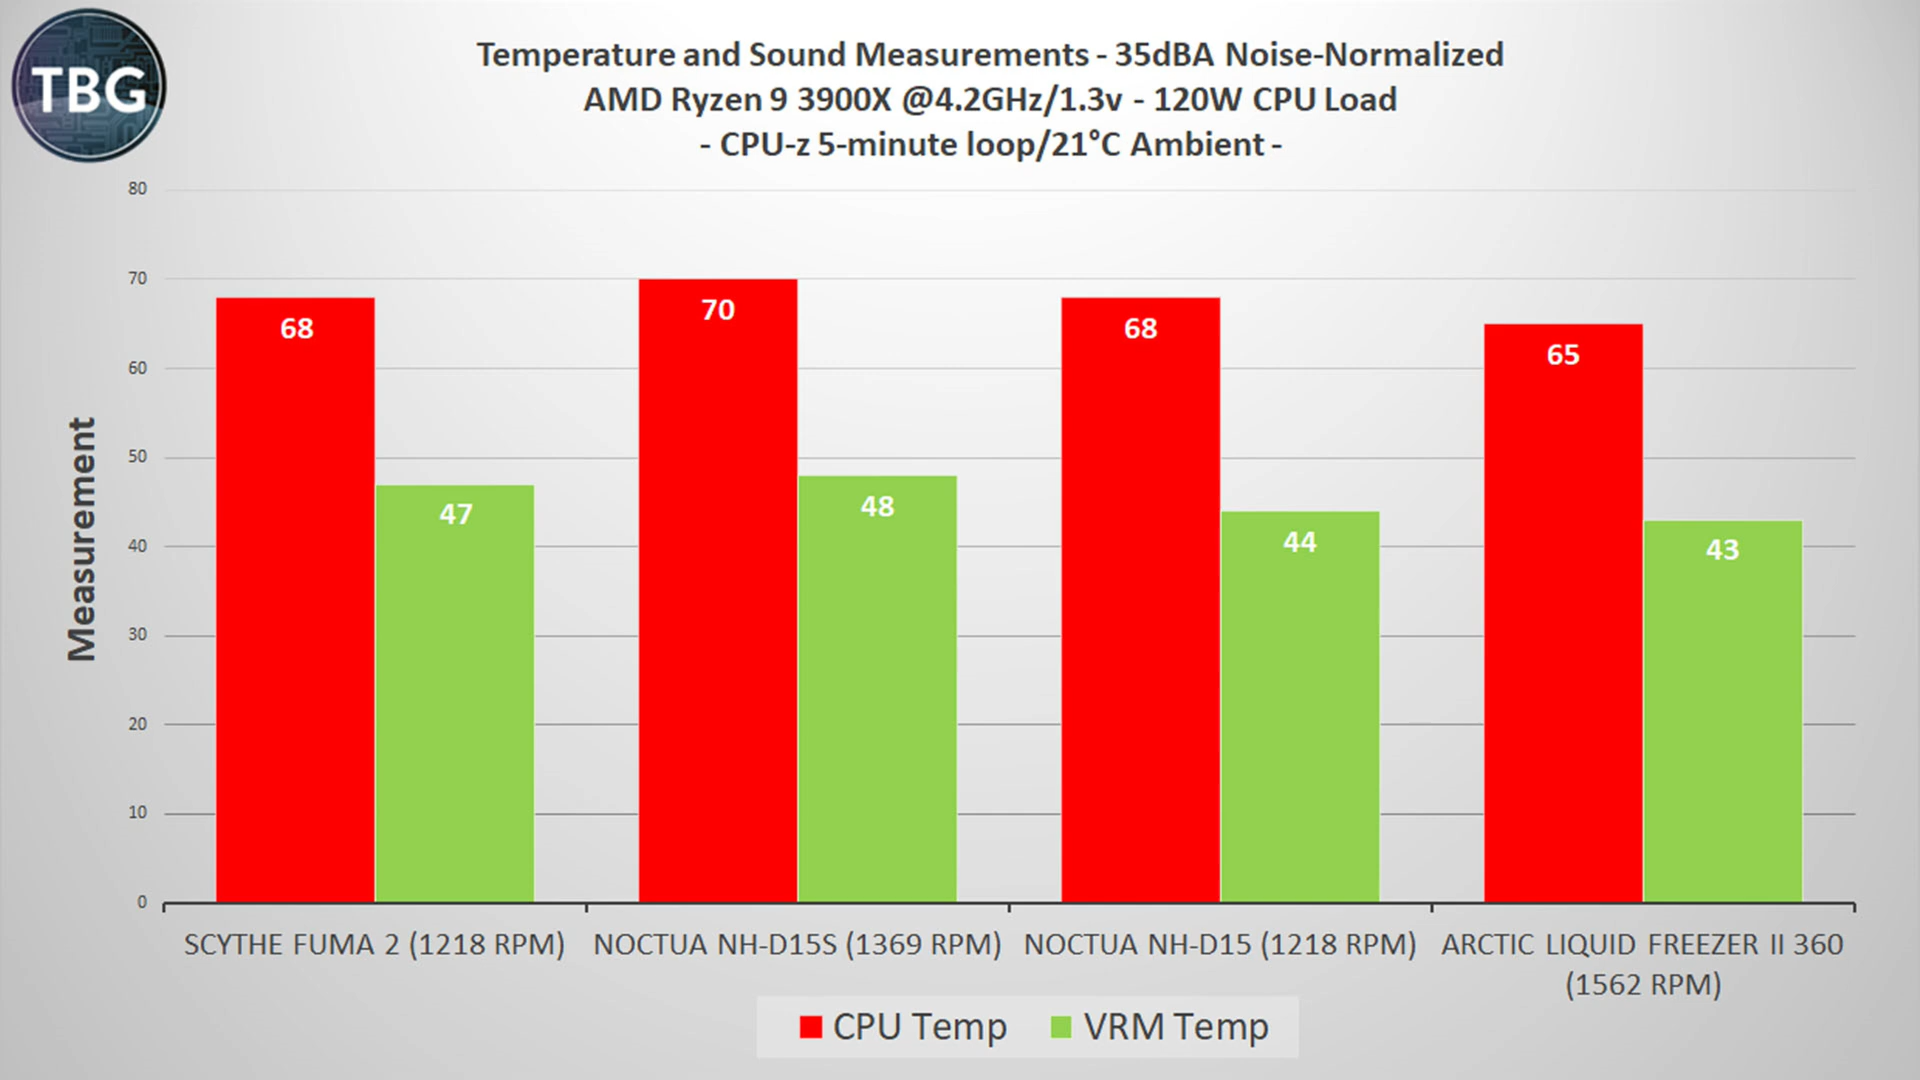 TBG
Temperature and Sound Measurements - 35dBA Noise-Normalized
AMD Ryzen 9 3900X @4.2GHz/1.3v - 120W CPU Load
- CPU-z 5-minute loop/21°C Ambient -
Measurement
80
70
60
50
40
30
20
10
0
68
47
70
48
68
44
65
43
SCYTHE FUMA 2 (1218 RPM)
NOCTUA NH-D15S (1369 RPM)
NOCTUA NH-D15 (1218 RPM)
ARCTIC LIQUID FREEZER II 360
(1562 RPM)
CPU Temp
VRM Temp